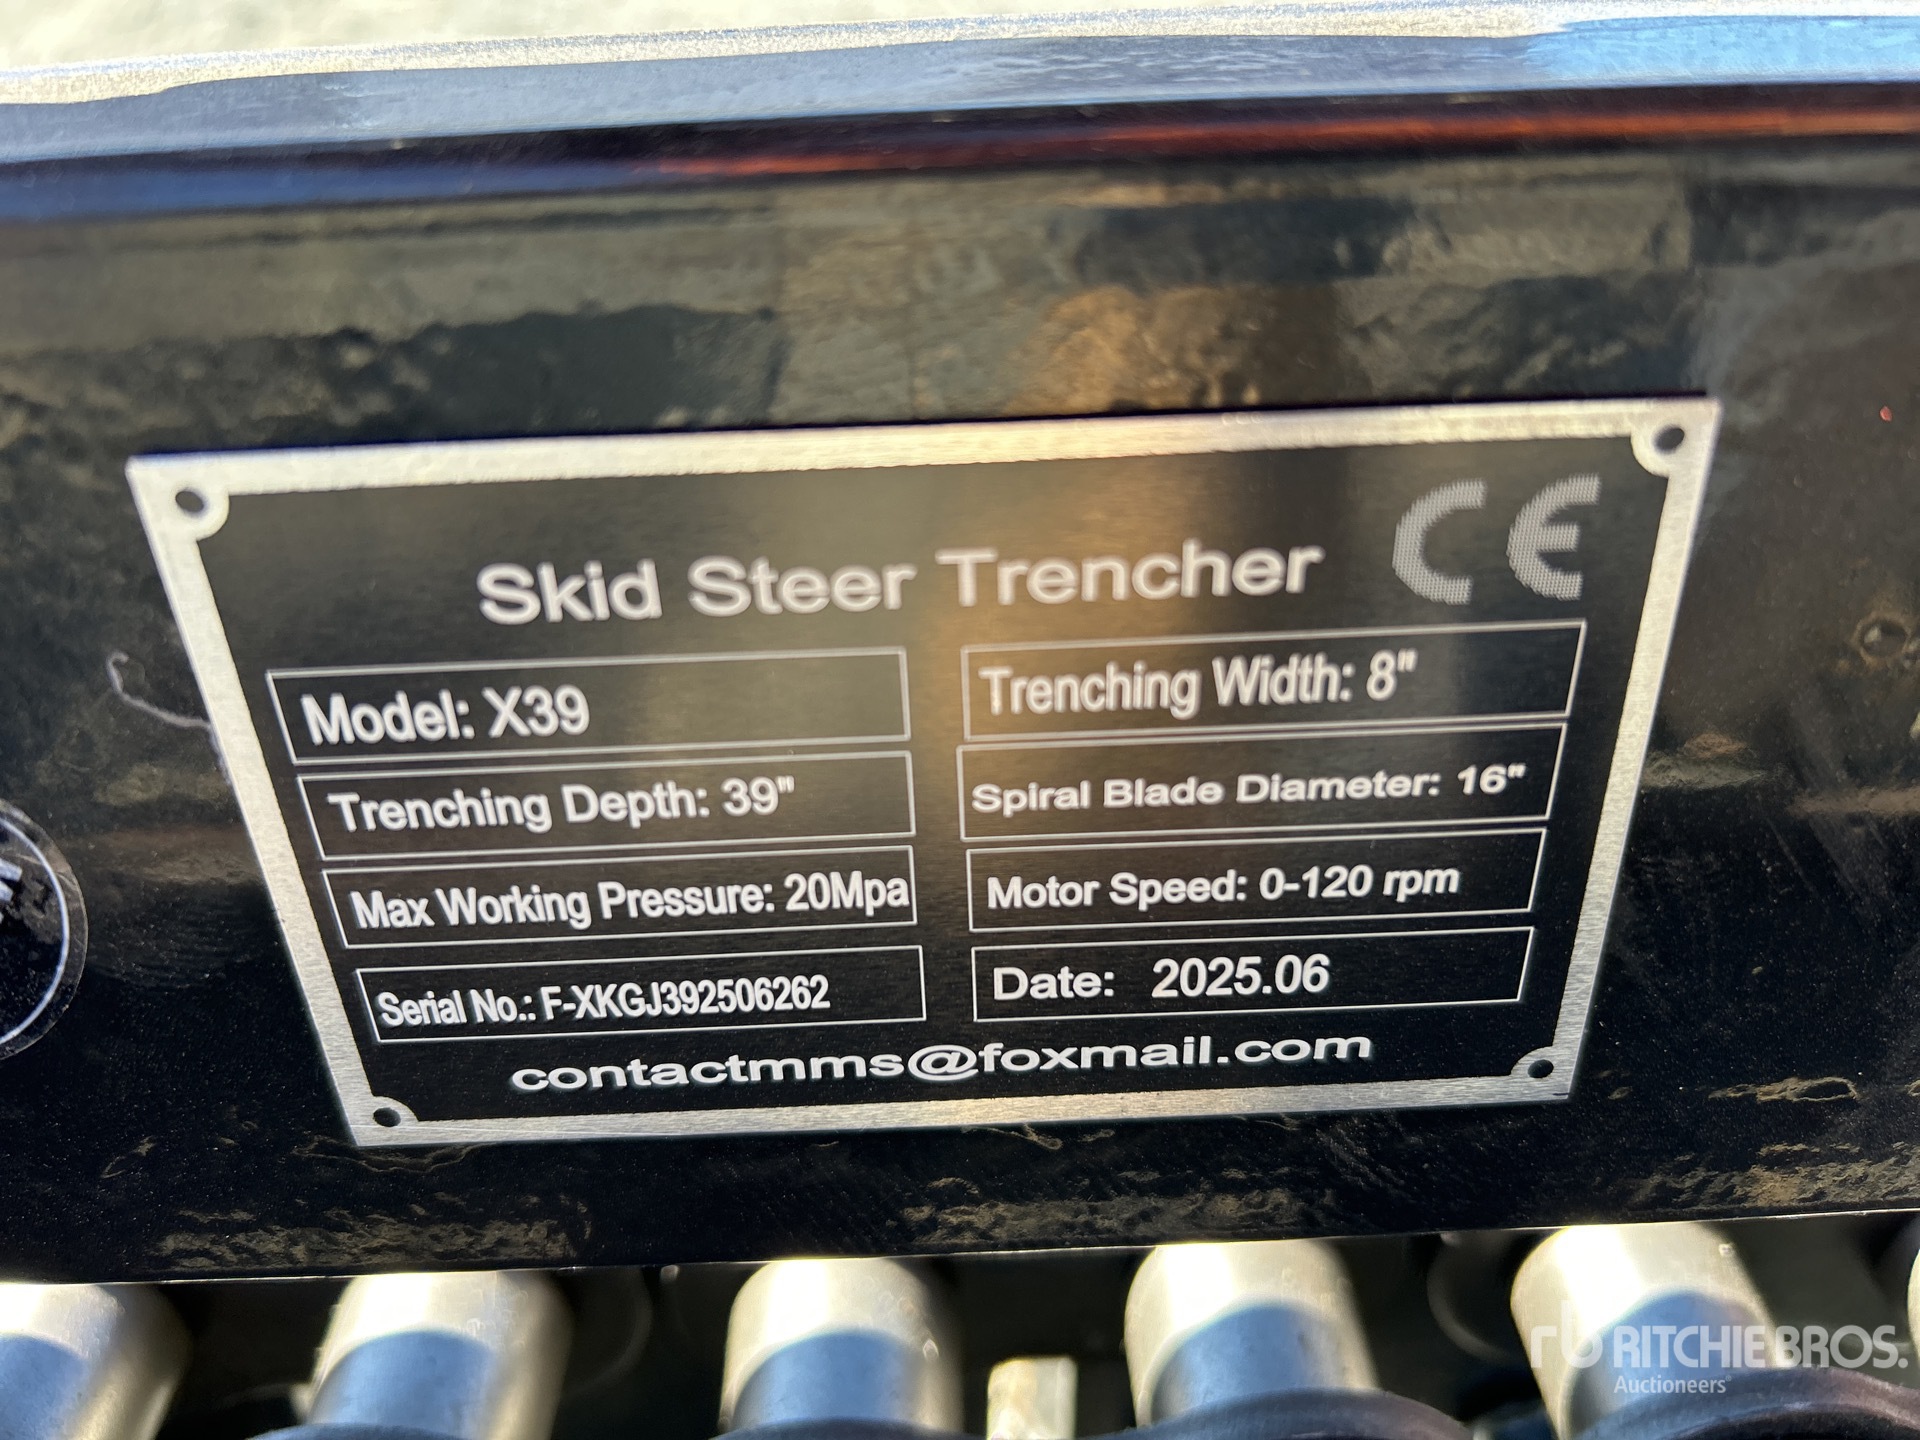 CE
Skid Steer Trencher
Model: X39
Trenching Width: 8"
Trenching Depth: 39"
Spiral Blade Diameter: 16"
Max Working Pressure: 20Mpa
Motor Speed: 0-120 rpm
Serial No.: F-XKGJ392506262
Date: 2025.06
contactmms@foxmail.com
rb RITCHIE BROS.
Auctioneers